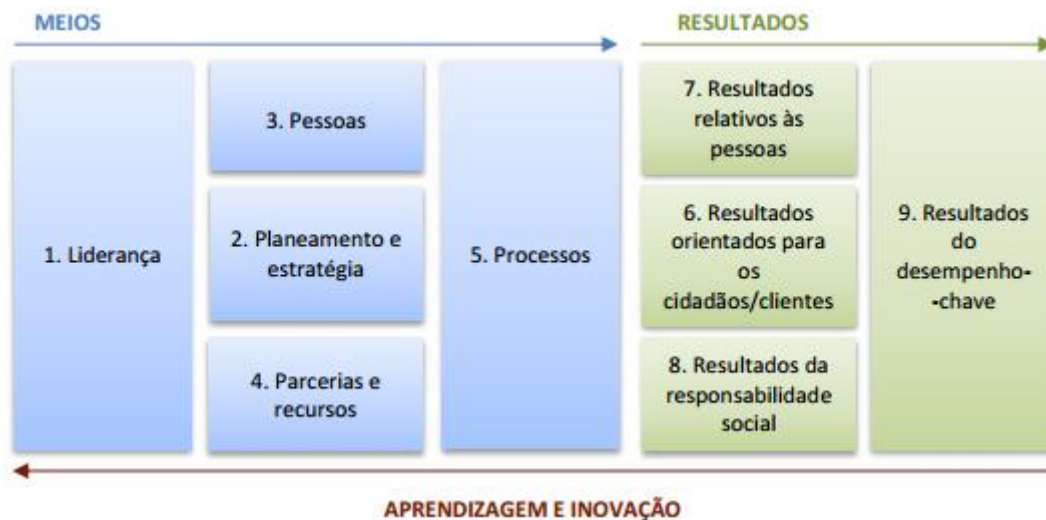 MEIOS
RESULTADOS
1. Liderança
3. Pessoas
2. Planeamento e
estratégia
4. Parcerias e
recursos
5. Processos
7. Resultados
relativos às
pessoas
6. Resultados
orientados para
os
cidadãos/clientes
8. Resultados da
responsabilidade
social
9. Resultados
do
desempenho-
-chave
APRENDIZAGEM E INOVAÇÃO